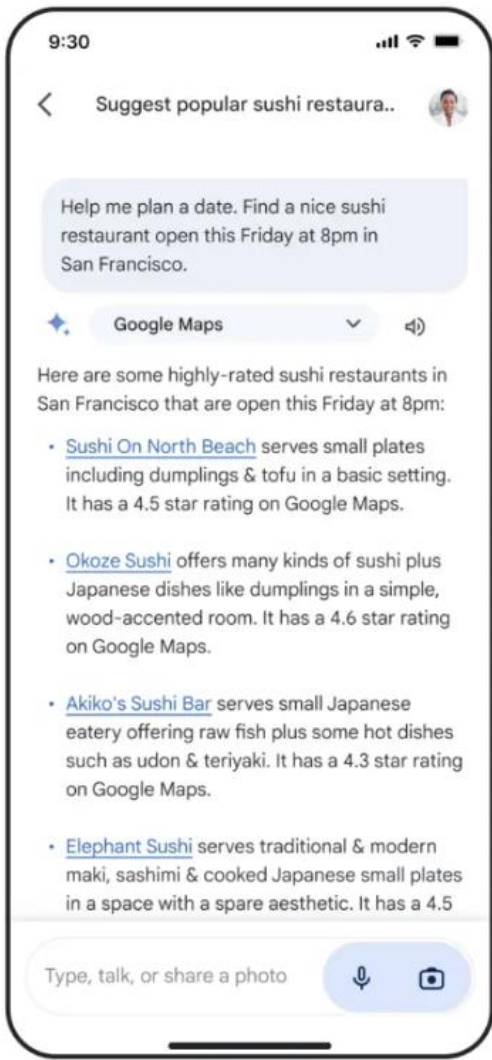 9:30
Suggest popular sushi restaura..
Help me plan a date. Find a nice sushi
restaurant open this Friday at 8pm in
San Francisco.
Google Maps
Here are some highly-rated sushi restaurants in
San Francisco that are open this Friday at 8pm:
• Sushi On North Beach serves small plates
including dumplings & tofu in a basic setting.
It has a 4.5 star rating on Google Maps.
• Okoze Sushi offers many kinds of sushi plus
Japanese dishes like dumplings in a simple,
wood-accented room. It has a 4.6 star rating
on Google Maps.
• Akiko's Sushi Bar serves small Japanese
eatery offering raw fish plus some hot dishes
such as udon & teriyaki. It has a 4.3 star rating
on Google Maps.
• Elephant Sushi serves traditional & modern
maki, sashimi & cooked Japanese small plates
in a space with a spare aesthetic. It has a 4.5
Type, talk, or share a photo